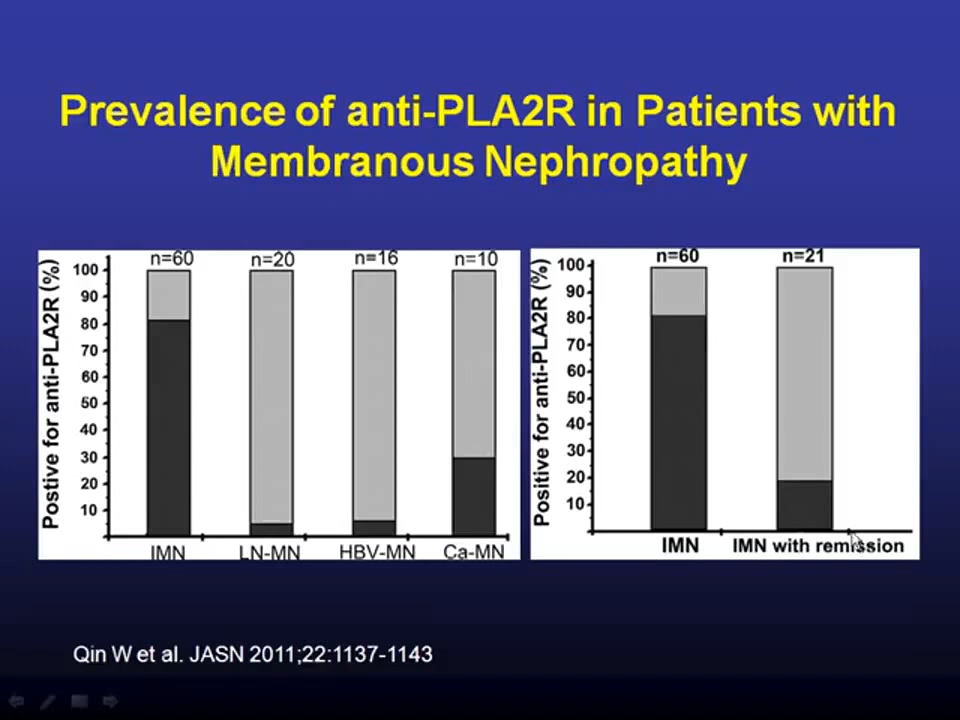 Prevalence of anti-PLA2R in Patients with
Membranous Nephropathy
Postive for anti-PLA2R (%)
n=60 n=20 n=16 n=10
100
90
80
70
60
50
40
30
20
10
IMN LN-MN HBV-MN Ca-MN
Positive for anti-PLA2R (%)
n=60 n=21
100
90
80
70
60
50
40
30
20
10
IMN IMN with remission
Qin W et al. JASN 2011;22:1137-1143